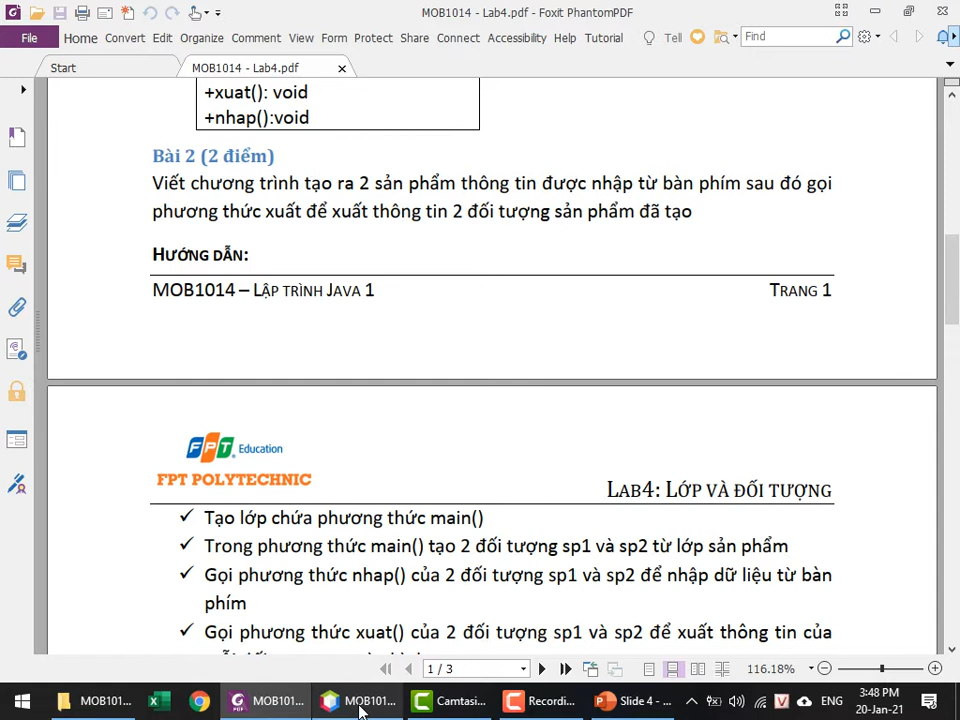 MOB1014 - Lab4.pdf - Foxit PhantomPDF
File Home Convert Edit Organize Comment View Form Protect Share Connect Accessibility Help Tutorial Tell Find
Start MOB1014 - Lab4.pdf
+xuat(): void
+nhap():void
Bài 2 (2 điểm)
Viết chương trình tạo ra 2 sản phẩm thông tin được nhập từ bàn phím sau đó gọi
phương thức xuất để xuất thông tin 2 đối tượng sản phẩm đã tạo
HƯỚNG DẪN:
MOB1014 – LẬP TRÌNH JAVA 1 TRANG 1
FPT Education
FPT POLYTECHNIC
LAB4: LỚP VÀ ĐỐI TƯỢNG
✓ Tạo lớp chứa phương thức main()
✓ Trong phương thức main() tạo 2 đối tượng sp1 và sp2 từ lớp sản phẩm
✓ Gọi phương thức nhap() của 2 đối tượng sp1 và sp2 để nhập dữ liệu từ bàn
phím
✓ Gọi phương thức xuat() của 2 đối tượng sp1 và sp2 để xuất thông tin của
1 / 3 116.18%
MOB101... MOB101... MOB101... Camtasi... Recordi... Slide 4 - ... ENG 3:48 PM
20-Jan-21